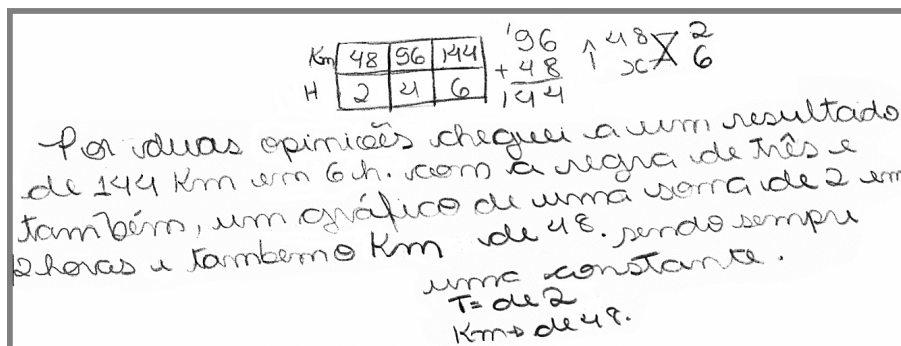 Km 48 96 144
H 2 4 6
96
+ 48
144
48 2
x 6
Por duas opiniões cheguei a um resultado
de 144 Km em 6 h. com a regra de três e
também, um gráfico de uma soma de 2 em
2 horas e tambem o Km de 48. sendo sempre
uma constante.
T= de 2
Km→ de 48.